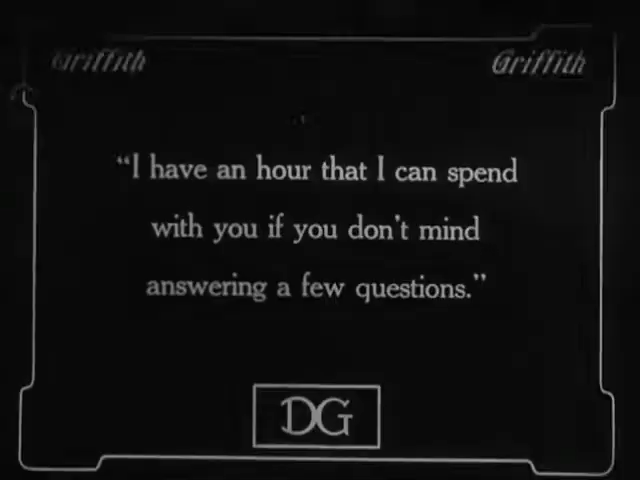 Griffith Griffith
“I have an hour that I can spend
with you if you don't mind
answering a few questions.”
DG